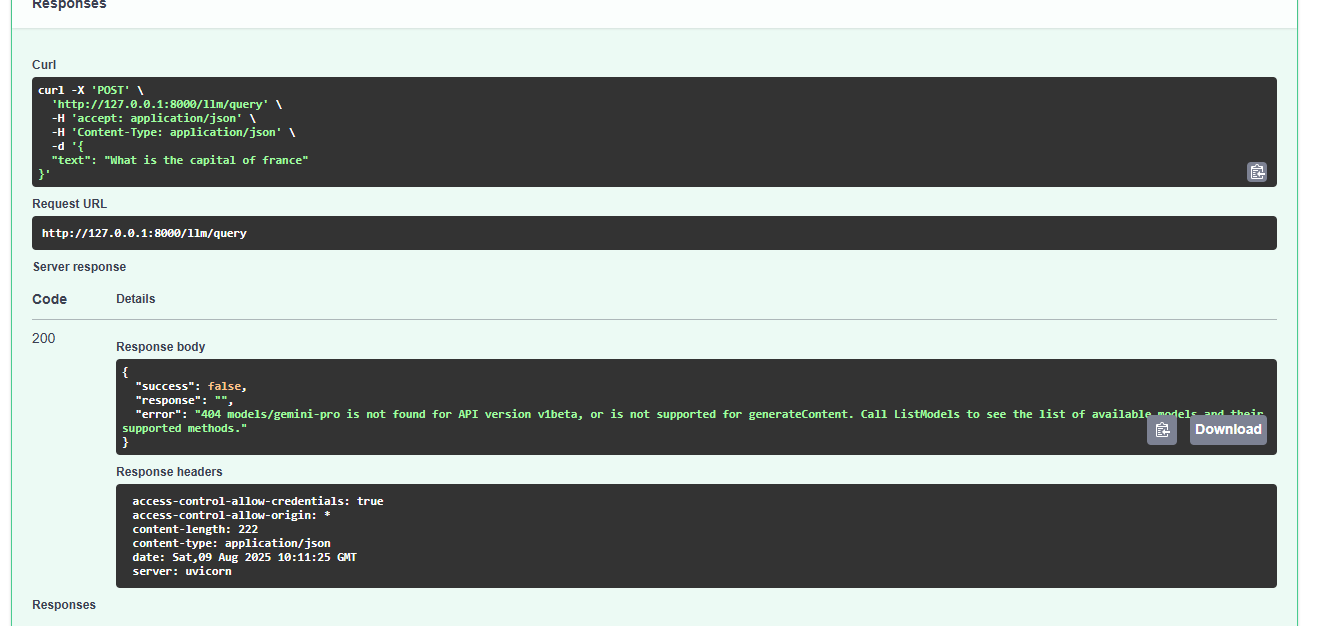 Responses
Curl
curl -X 'POST' \
'http://127.0.0.1:8000/llm/query' \
-H 'accept: application/json' \
-H 'Content-Type: application/json' \
-d '{
"text": "What is the capital of france"
}'
Request URL
http://127.0.0.1:8000/llm/query
Server response
Code Details
200
Response body
{
"success": false,
"response": "",
"error": "404 models/gemini-pro is not found for API version v1beta, or is not supported for generateContent. Call ListModels to see the list of available models and their
supported methods."
}
Download
Response headers
access-control-allow-credentials: true
access-control-allow-origin: *
content-length: 222
content-type: application/json
date: Sat,09 Aug 2025 10:11:25 GMT
server: uvicorn
Responses